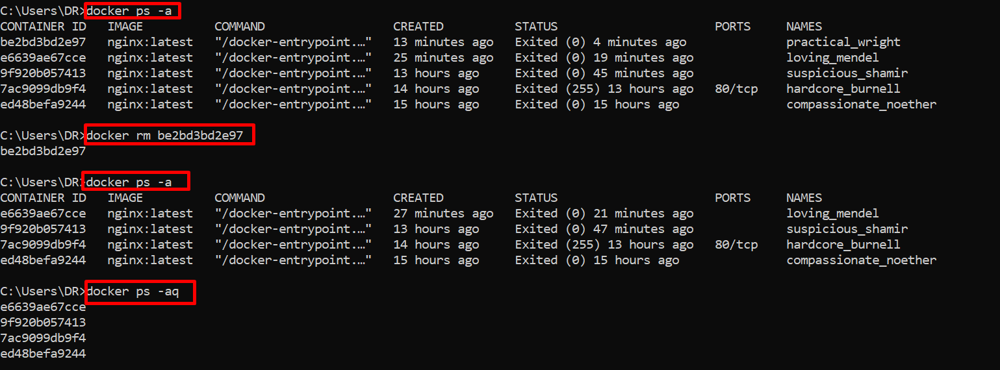 C:\Users\DR>docker ps -a
CONTAINER ID   IMAGE          COMMAND                  CREATED          STATUS                      PORTS     NAMES
be2bd3bd2e97   nginx:latest   "/docker-entrypoint.…"   13 minutes ago   Exited (0) 4 minutes ago              practical_wright
e6639ae67cce   nginx:latest   "/docker-entrypoint.…"   25 minutes ago   Exited (0) 19 minutes ago             loving_mendel
9f920b057413   nginx:latest   "/docker-entrypoint.…"   13 hours ago     Exited (0) 45 minutes ago             suspicious_shamir
7ac9099db9f4   nginx:latest   "/docker-entrypoint.…"   14 hours ago     Exited (255) 13 hours ago   80/tcp    hardcore_burnell
ed48befa9244   nginx:latest   "/docker-entrypoint.…"   15 hours ago     Exited (0) 15 hours ago               compassionate_noether
C:\Users\DR>docker rm be2bd3bd2e97
be2bd3bd2e97
C:\Users\DR>docker ps -a
CONTAINER ID   IMAGE          COMMAND                  CREATED          STATUS                      PORTS     NAMES
e6639ae67cce   nginx:latest   "/docker-entrypoint.…"   27 minutes ago   Exited (0) 21 minutes ago             loving_mendel
9f920b057413   nginx:latest   "/docker-entrypoint.…"   13 hours ago     Exited (0) 47 minutes ago             suspicious_shamir
7ac9099db9f4   nginx:latest   "/docker-entrypoint.…"   14 hours ago     Exited (255) 13 hours ago   80/tcp    hardcore_burnell
ed48befa9244   nginx:latest   "/docker-entrypoint.…"   15 hours ago     Exited (0) 15 hours ago               compassionate_noether
C:\Users\DR>docker ps -aq
e6639ae67cce
9f920b057413
7ac9099db9f4
ed48befa9244